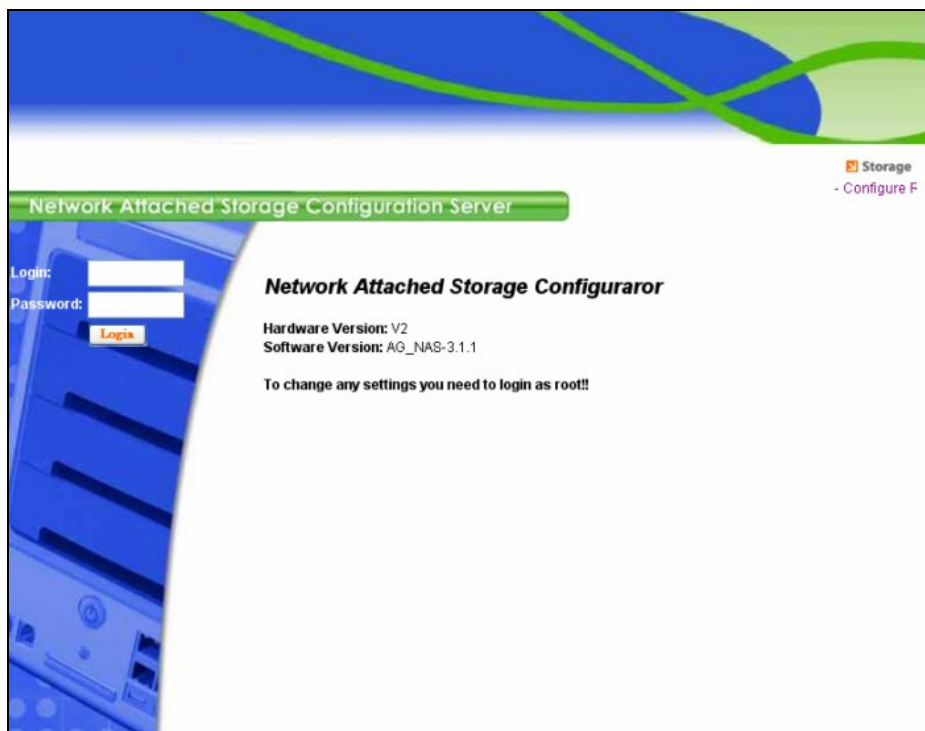 Storage
- Configure F
Network Attached Storage Configuration Server
Login:
Password:
Login
Network Attached Storage Configuraror
Hardware Version: V2
Software Version: AG_NAS-3.1.1
To change any settings you need to login as root!!